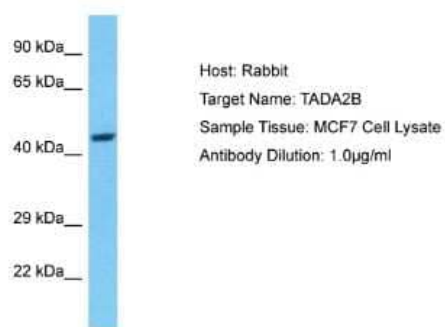 90 kDa
65 kDa
40 kDa
29 kDa
22 kDa
Host: Rabbit
Target Name: TADA2B
Sample Tissue: MCF7 Cell Lysate
Antibody Dilution: 1.0µg/ml